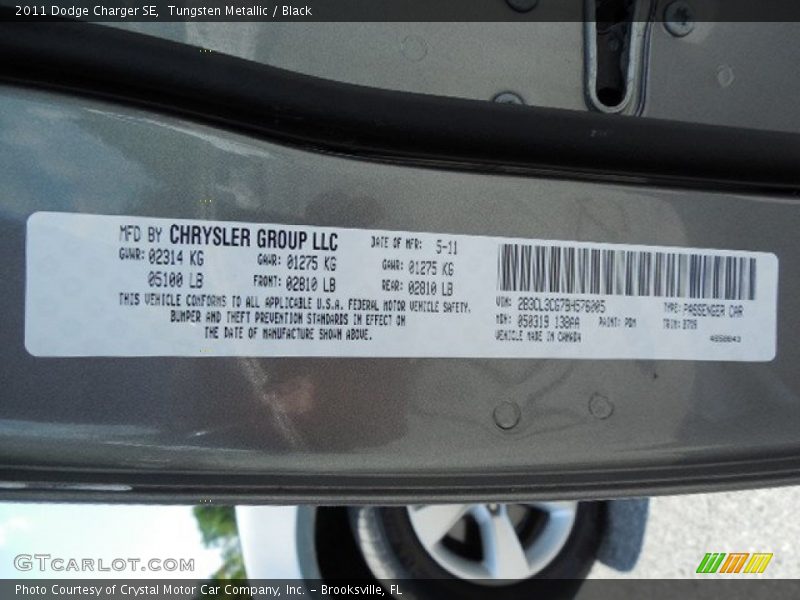 2011 Dodge Charger SE, Tungsten Metallic / Black
MFD BY CHRYSLER GROUP LLC
DATE OF MFR: 5-11
GVWR: 02314 KG
GAWR: 01275 KG
GAWR: 01275 KG
05100 LB
FRONT: 02810 LB
REAR: 02810 LB
THIS VEHICLE CONFORMS TO ALL APPLICABLE U.S.A. FEDERAL MOTOR VEHICLE SAFETY,
BUMPER AND THEFT PREVENTION STANDARDS IN EFFECT ON
THE DATE OF MANUFACTURE SHOWN ABOVE.
VIN: 2B3CL3CG7BH576005
TYPE: PASSENGER CAR
MDH: 050319 138AA
PAINT: PDM
TRIM:
VEHICLE MADE IN CANADA
GTCARLOT.COM
Photo Courtesy of Crystal Motor Car Company, Inc. – Brooksville, FL